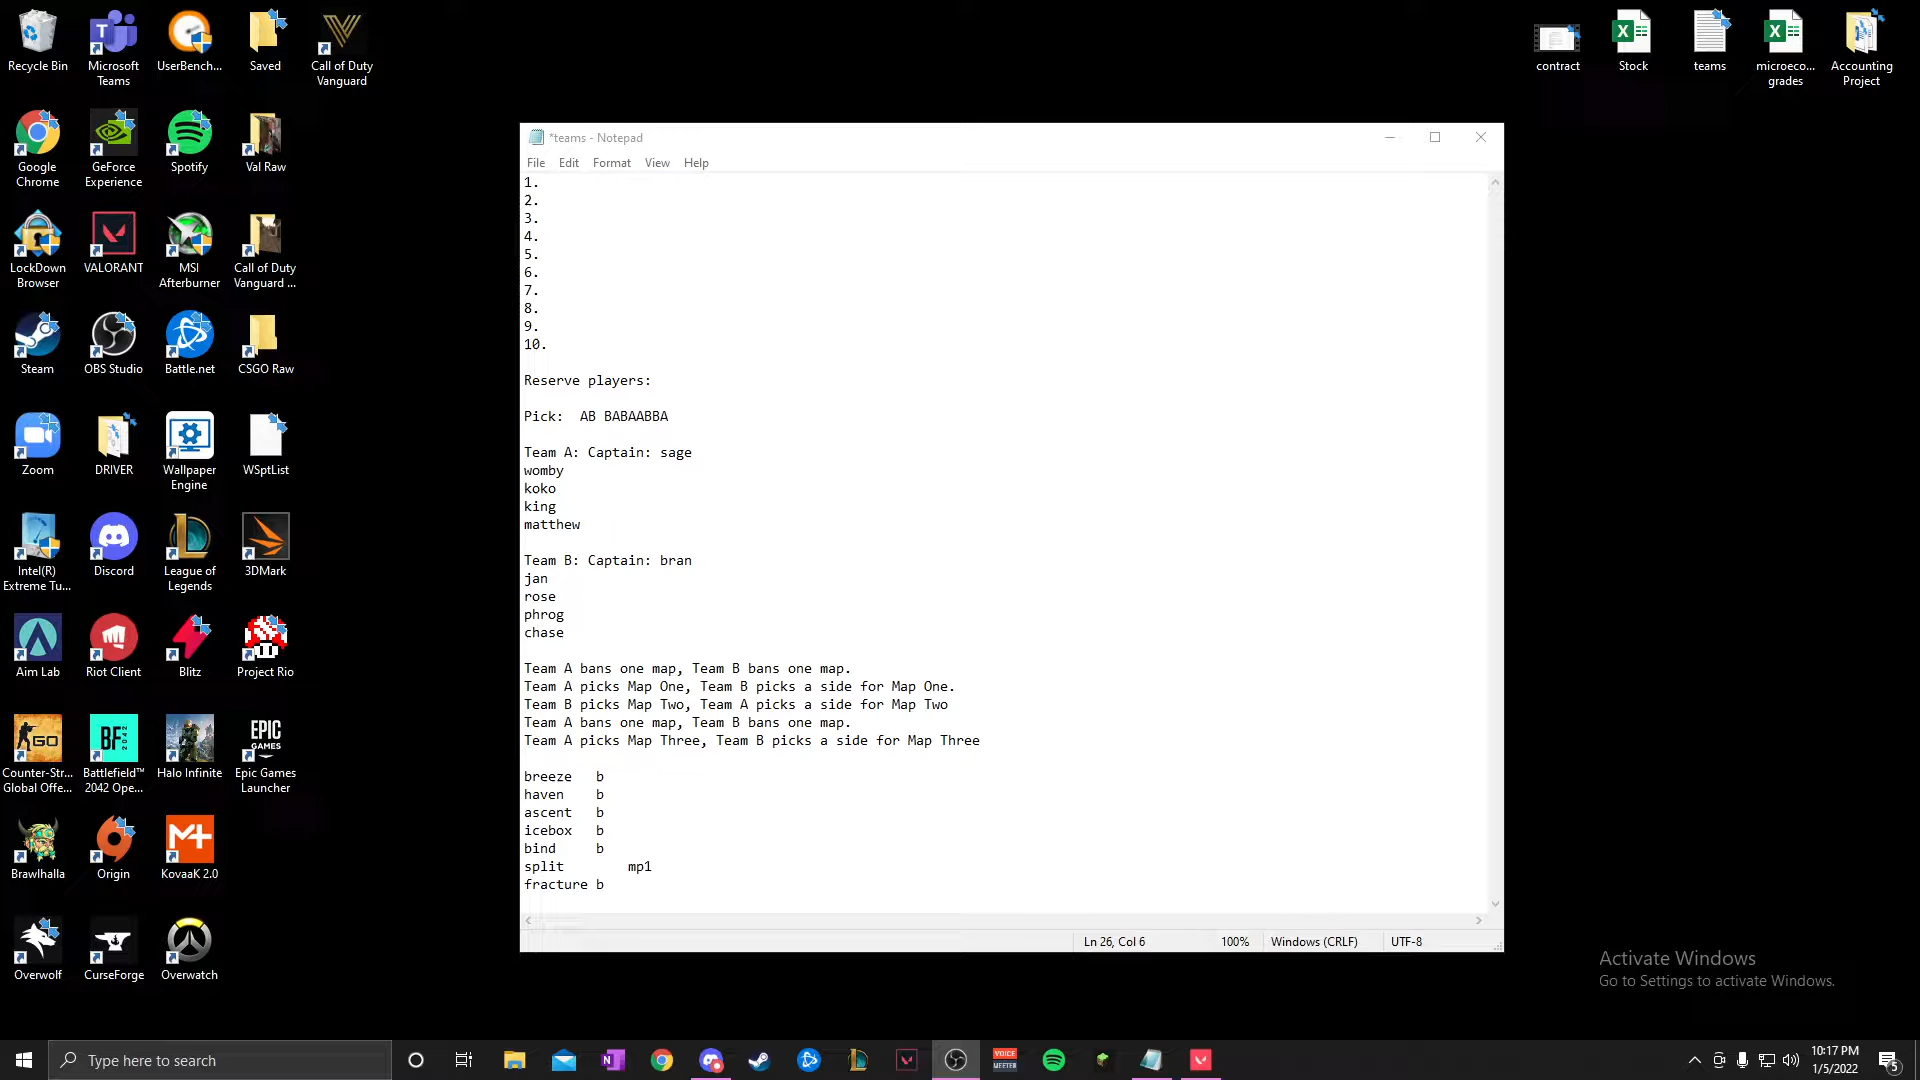 Recycle Bin
Microsoft Teams
UserBench...
Saved
Call of Duty Vanguard
contract
Stock
teams
microeco... grades
Accounting Project
Google Chrome
GeForce Experience
Spotify
Val Raw
LockDown Browser
VALORANT
MSI Afterburner
Call of Duty Vanguard ...
Steam
OBS Studio
Battle.net
CSGO Raw
Zoom
DRIVER
Wallpaper Engine
WSptList
Intel(R) Extreme Tu...
Discord
League of Legends
3DMark
Aim Lab
Riot Client
Blitz
Project Rio
GO
BF 2042
EPIC GAMES
Counter-Str... Global Offe...
Battlefield™ 2042 Ope...
Halo Infinite
Epic Games Launcher
Brawlhalla
Origin
KovaaK 2.0
Overwolf
CurseForge
Overwatch
*teams - Notepad
File Edit Format View Help
1.
2.
3.
4.
5.
6.
7.
8.
9.
10.
Reserve players:
Pick:  AB BABAABBA
Team A: Captain: sage
womby
koko
king
matthew
Team B: Captain: bran
jan
rose
phrog
chase
Team A bans one map, Team B bans one map.
Team A picks Map One, Team B picks a side for Map One.
Team B picks Map Two, Team A picks a side for Map Two
Team A bans one map, Team B bans one map.
Team A picks Map Three, Team B picks a side for Map Three
breeze   b
haven    b
ascent   b
icebox   b
bind     b
split        mp1
fracture b
Ln 26, Col 6
100%
Windows (CRLF)
UTF-8
Activate Windows
Go to Settings to activate Windows.
Type here to search
VOICE MEETER
10:17 PM
1/5/2022
5